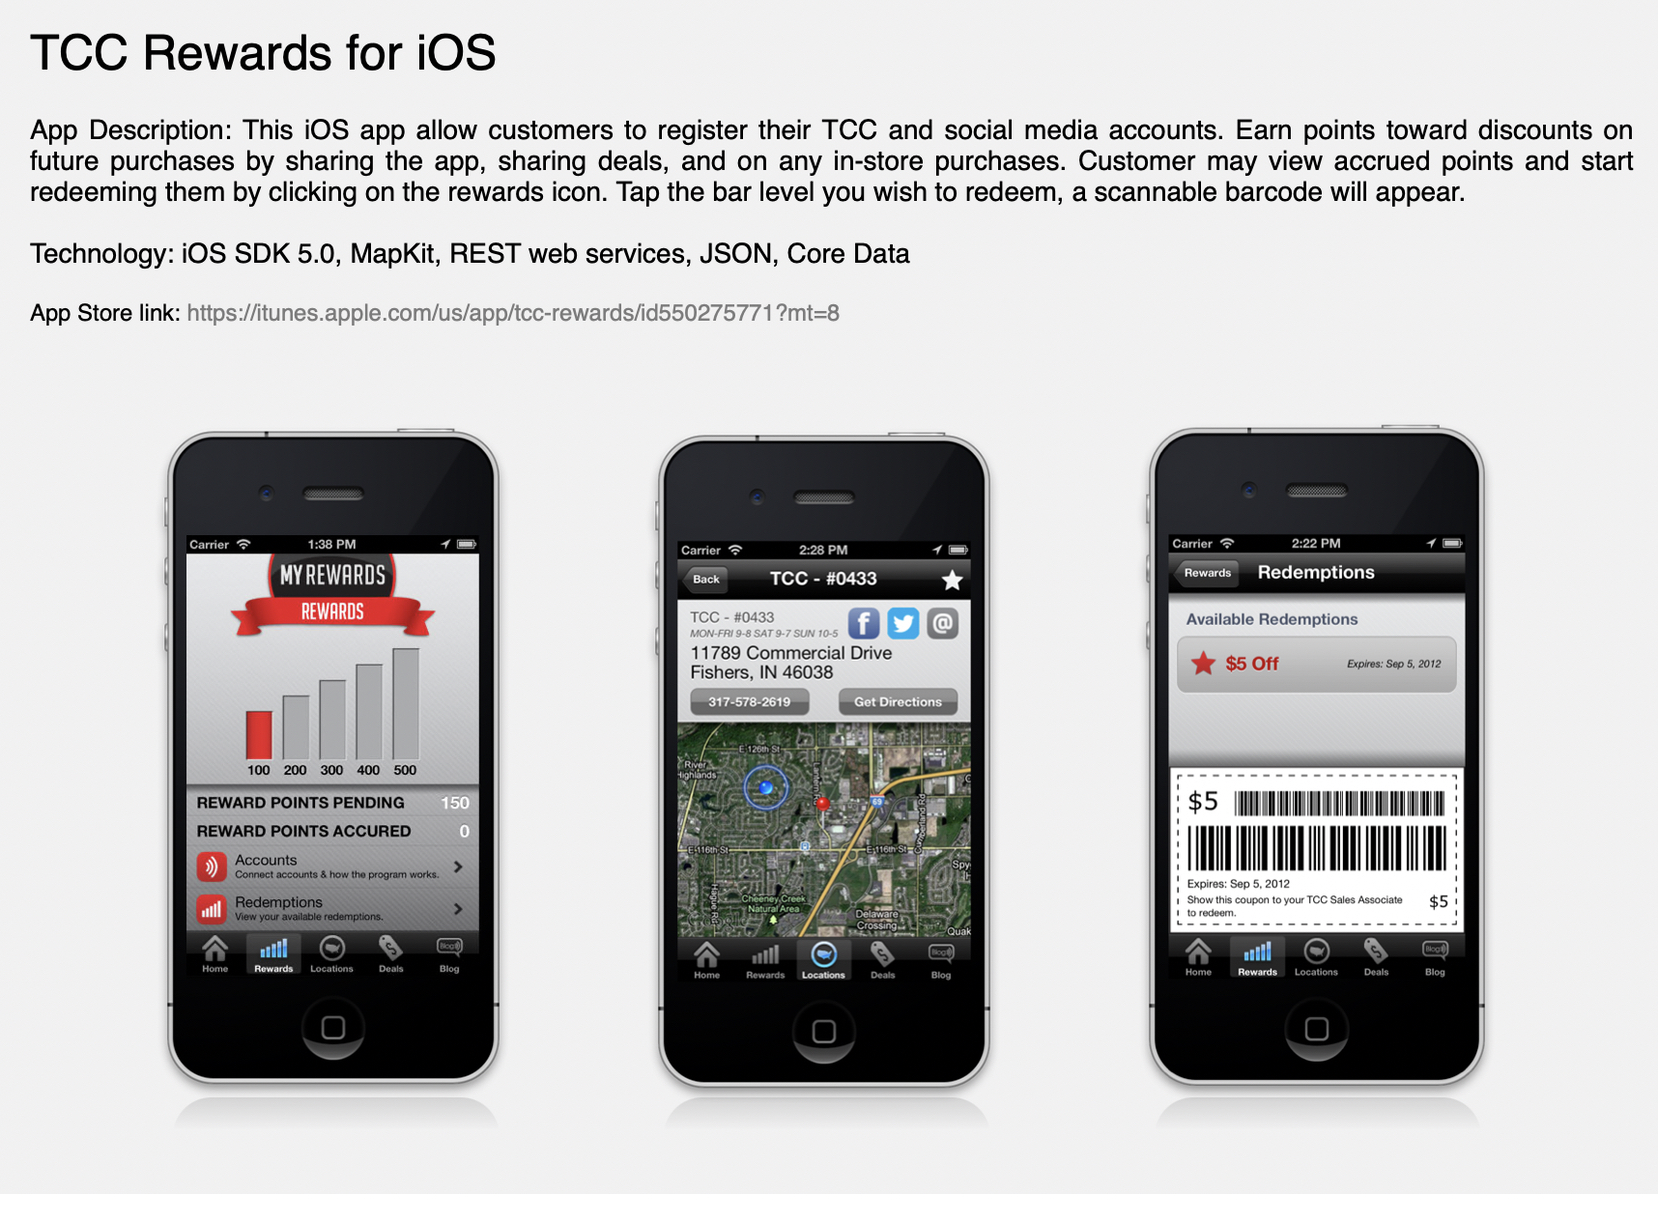 TCC Rewards for iOS
App Description: This iOS app allow customers to register their TCC and social media accounts. Earn points toward discounts on
future purchases by sharing the app, sharing deals, and on any in-store purchases. Customer may view accrued points and start
redeeming them by clicking on the rewards icon. Tap the bar level you wish to redeem, a scannable barcode will appear.
Technology: iOS SDK 5.0, MapKit, REST web services, JSON, Core Data
App Store link: https://itunes.apple.com/us/app/tcc-rewards/id550275771?mt=8
Carrier 1:38 PM
MY REWARDS
REWARDS
100 200 300 400 500
REWARD POINTS PENDING 150
REWARD POINTS ACCURED 0
Accounts
Connect accounts & how the program works.
Redemptions
View your available redemptions.
Blog
Home Rewards Locations Deals Blog
Carrier 2:28 PM
Back TCC - #0433
TCC - #0433
MON-FRI 9-8 SAT 9-7 SUN 10-5
f @
11789 Commercial Drive
Fishers, IN 46038
317-578-2619 Get Directions
E 126th St
River
Highlands
69
Cumberland Rd
E 116th St E 116th St
Spy
Hague Rd
Cheeney Creek
Natural Area
Delaware
Crossing
Quak
Blog
Home Rewards Locations Deals Blog
Carrier 2:22 PM
Rewards Redemptions
Available Redemptions
$5 Off Expires: Sep 5, 2012
$5
Expires: Sep 5, 2012
Show this coupon to your TCC Sales Associate
to redeem.
$5
Blog
Home Rewards Locations Deals Blog